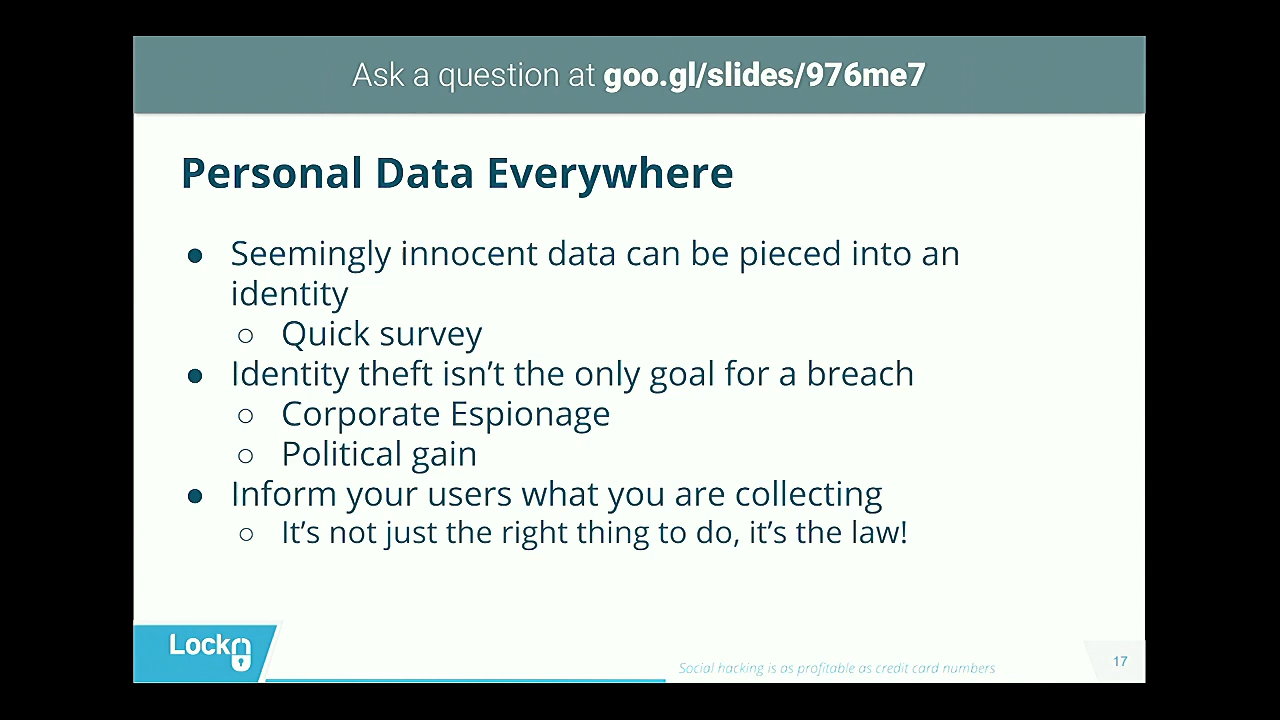 Ask a question at goo.gl/slides/976me7
Personal Data Everywhere
● Seemingly innocent data can be pieced into an
identity
○ Quick survey
● Identity theft isn’t the only goal for a breach
○ Corporate Espionage
○ Political gain
● Inform your users what you are collecting
○ It’s not just the right thing to do, it’s the law!
Lockr
Social hacking is as profitable as credit card numbers
17